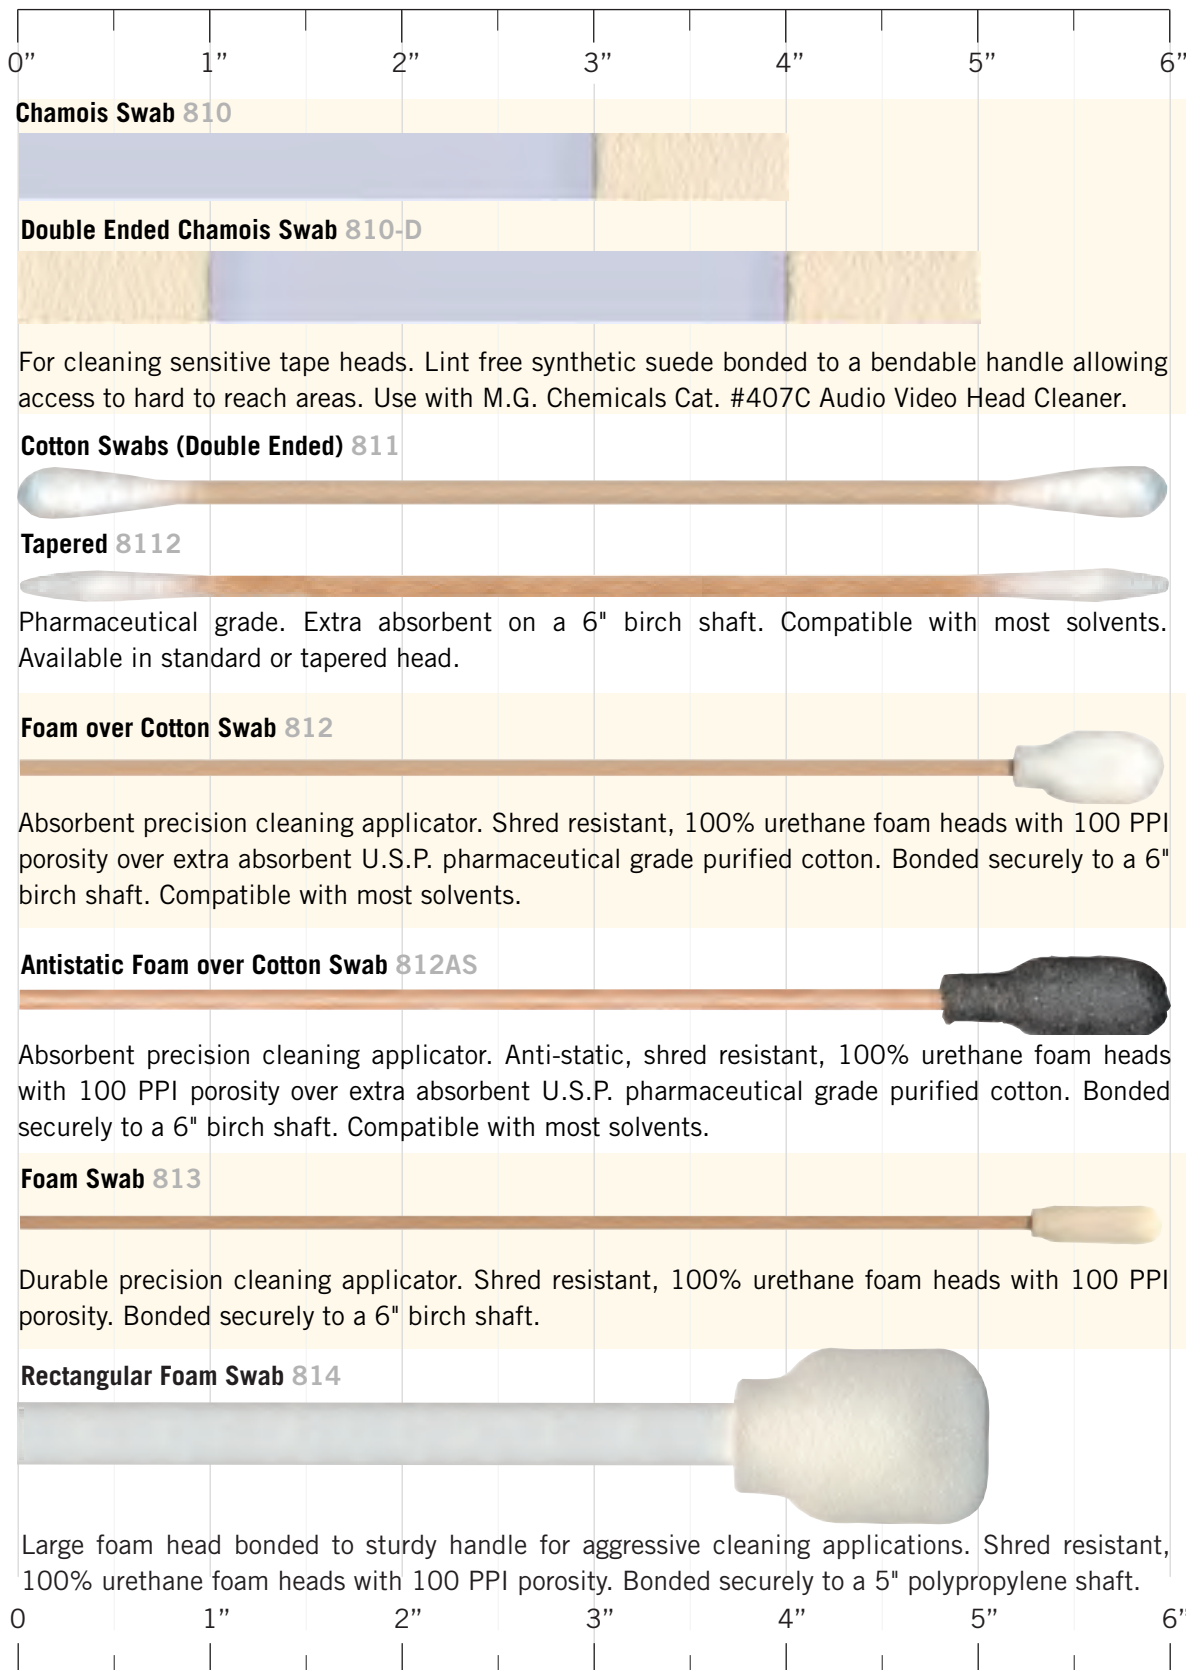 0” 1” 2” 3” 4” 5” 6”
Chamois Swab 810
Double Ended Chamois Swab 810-D
For cleaning sensitive tape heads. Lint free synthetic suede bonded to a bendable handle allowing
access to hard to reach areas. Use with M.G. Chemicals Cat. #407C Audio Video Head Cleaner.
Cotton Swabs (Double Ended) 811
Tapered 8112
Pharmaceutical grade. Extra absorbent on a 6" birch shaft. Compatible with most solvents.
Available in standard or tapered head.
Foam over Cotton Swab 812
Absorbent precision cleaning applicator. Shred resistant, 100% urethane foam heads with 100 PPI
porosity over extra absorbent U.S.P. pharmaceutical grade purified cotton. Bonded securely to a 6"
birch shaft. Compatible with most solvents.
Antistatic Foam over Cotton Swab 812AS
Absorbent precision cleaning applicator. Anti-static, shred resistant, 100% urethane foam heads
with 100 PPI porosity over extra absorbent U.S.P. pharmaceutical grade purified cotton. Bonded
securely to a 6" birch shaft. Compatible with most solvents.
Foam Swab 813
Durable precision cleaning applicator. Shred resistant, 100% urethane foam heads with 100 PPI
porosity. Bonded securely to a 6" birch shaft.
Rectangular Foam Swab 814
Large foam head bonded to sturdy handle for aggressive cleaning applications. Shred resistant,
100% urethane foam heads with 100 PPI porosity. Bonded securely to a 5" polypropylene shaft.
0 1” 2” 3” 4” 5” 6”